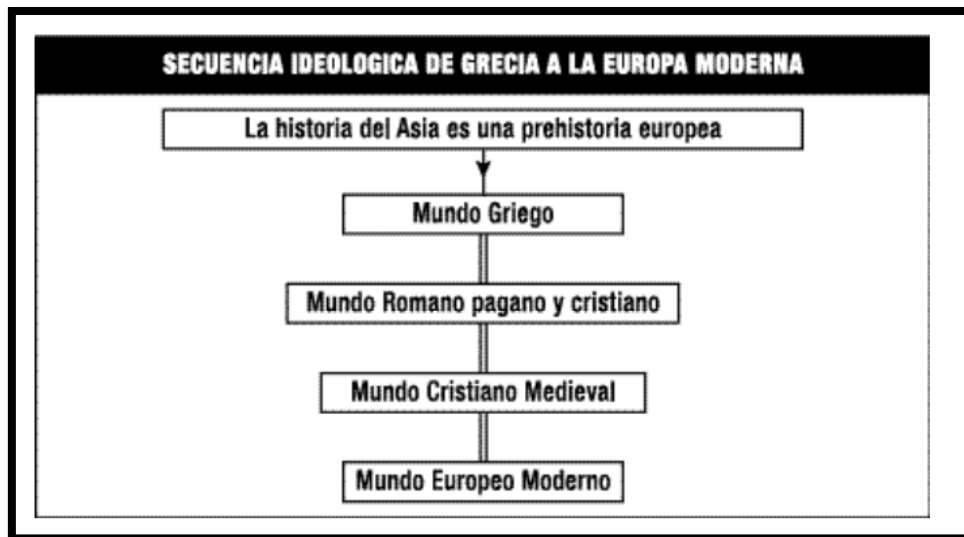 SECUENCIA IDEOLOGICA DE GRECIA A LA EUROPA MODERNA
La historia del Asia es una prehistoria europea
Mundo Griego
Mundo Romano pagano y cristiano
Mundo Cristiano Medieval
Mundo Europeo Moderno